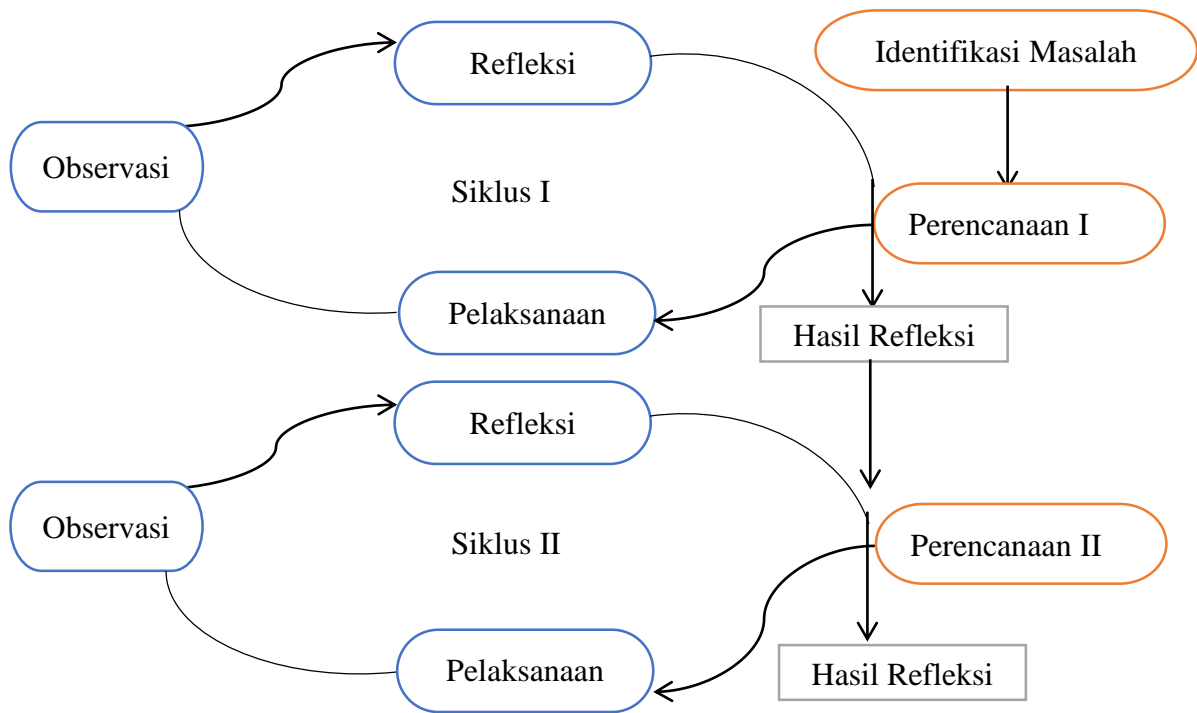 Refleksi
Identifikasi Masalah
Observasi
Siklus I
Perencanaan I
Pelaksanaan
Hasil Refleksi
Refleksi
Observasi
Siklus II
Perencanaan II
Pelaksanaan
Hasil Refleksi